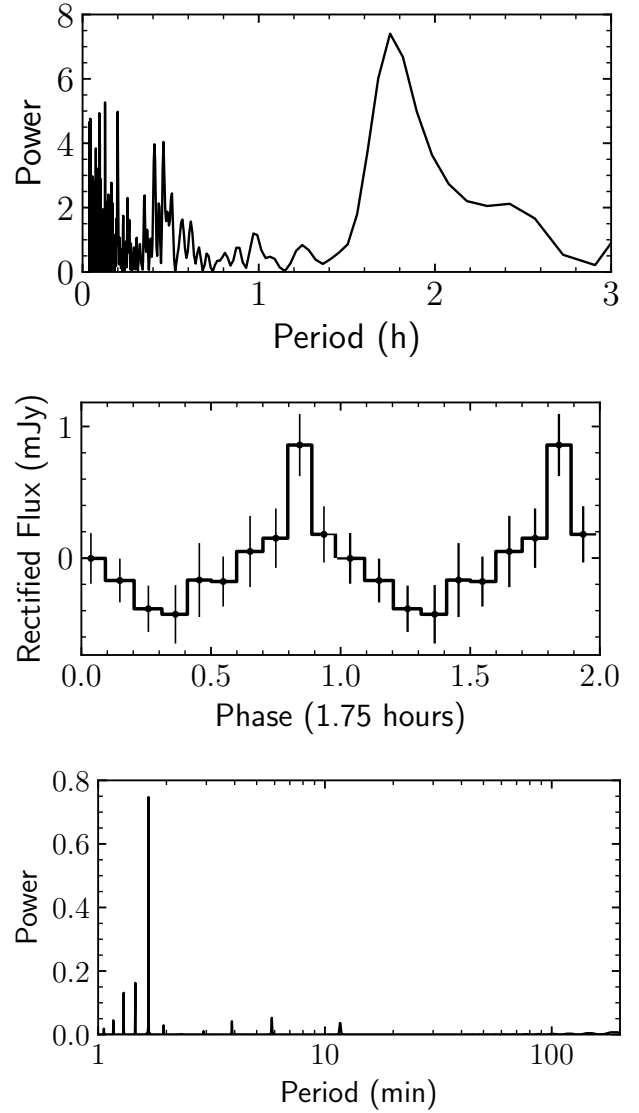 8
6
4
2
0
Power
0 1 2 3
Period (h)
1
0
Rectified Flux (mJy)
0.0 0.5 1.0 1.5 2.0
Phase (1.75 hours)
0.8
0.6
0.4
0.2
0.0
Power
1 10 100
Period (min)